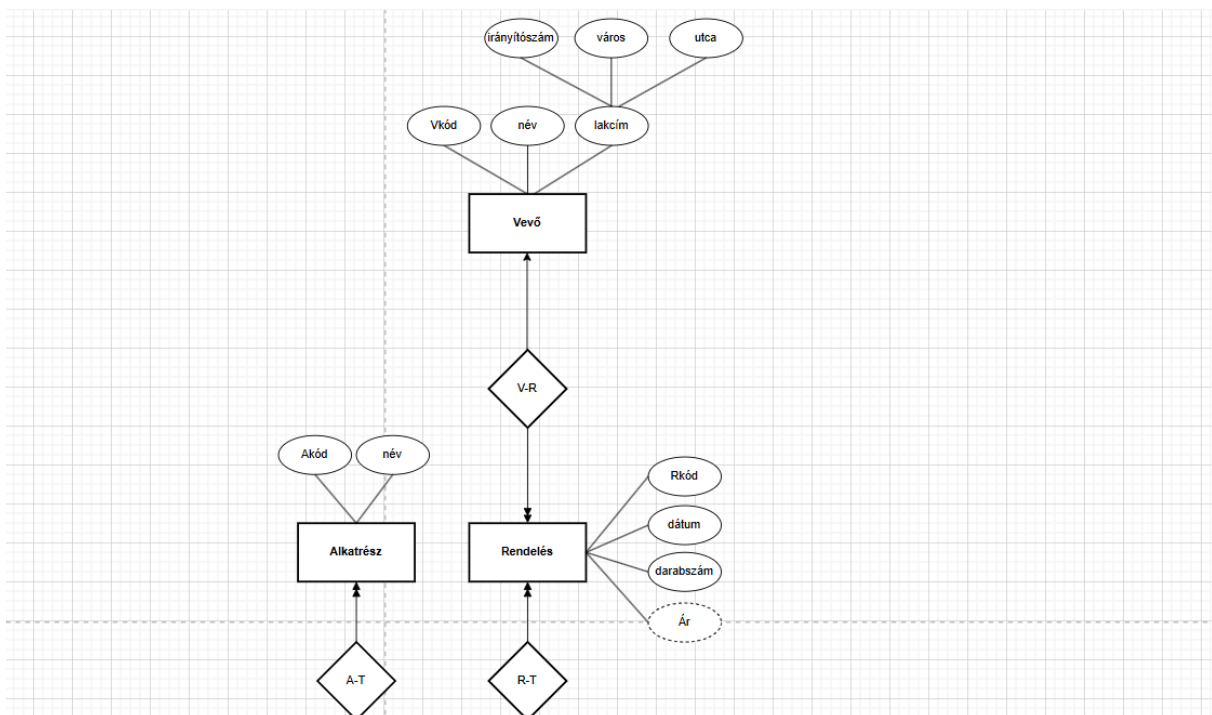 irányítószám
város
utca
Vkód
név
lakcím
Vevő
V-R
Akód
név
Rkód
dátum
Alkatrész
Rendelés
darabszám
Ár
A-T
R-T